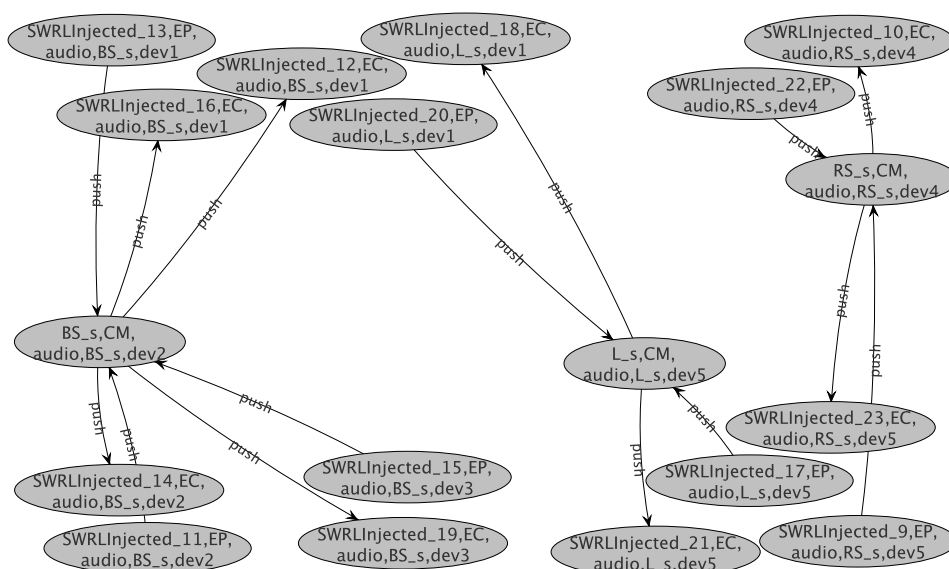 SWRLInjected_13,EP,
audio,BS_s,dev1
SWRLInjected_18,EC,
audio,L_s,dev1
SWRLInjected_10,EC,
audio,RS_s,dev4
SWRLInjected_12,EC,
audio,BS_s,dev1
SWRLInjected_22,EP,
audio,RS_s,dev4
SWRLInjected_16,EC,
audio,BS_s,dev1
SWRLInjected_20,EP,
audio,L_s,dev1
push
push
RS_s,CM,
audio,RS_s,dev4
push
push
push
push
push
push
push
BS_s,CM,
audio,BS_s,dev2
L_s,CM,
audio,L_s,dev5
push
push
push
push
push
push
push
SWRLInjected_23,EC,
audio,RS_s,dev5
SWRLInjected_14,EC,
audio,BS_s,dev2
SWRLInjected_15,EP,
audio,BS_s,dev3
SWRLInjected_17,EP,
audio,L_s,dev5
SWRLInjected_11,EP,
audio,BS_s,dev2
SWRLInjected_19,EC,
audio,BS_s,dev3
SWRLInjected_21,EC,
audio,L_s,dev5
SWRLInjected_9,EP,
audio,RS_s,dev5